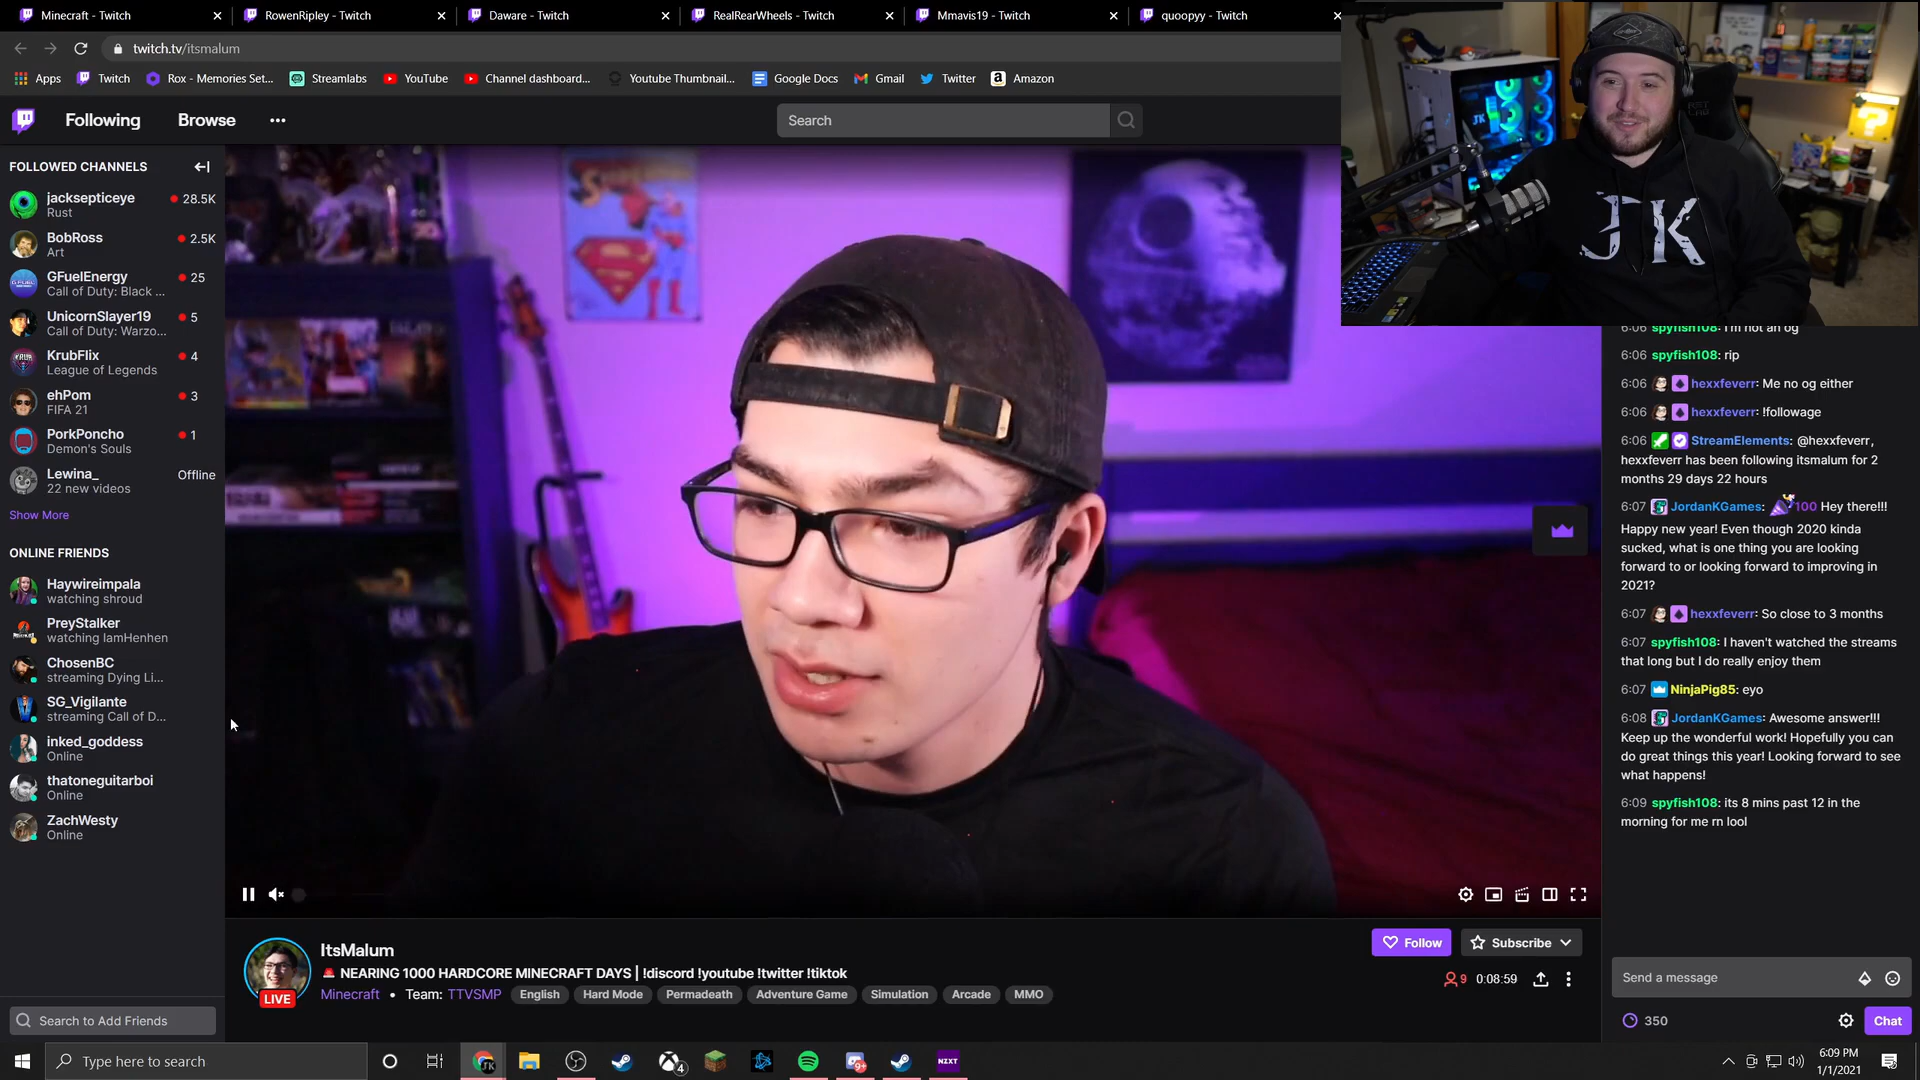 Minecraft - Twitch
RowenRipley - Twitch
Daware - Twitch
RealRearWheels - Twitch
Mmavis19 - Twitch
quoopyy - Twitch
twitch.tv/itsmalum
Apps
Twitch
Rox - Memories Set...
Streamlabs
YouTube
Channel dashboard...
Youtube Thumbnail...
Google Docs
Gmail
Twitter
Amazon
Following
Browse
Search
FOLLOWED CHANNELS
jacksepticeye
28.5K
Rust
BobRoss
2.5K
Art
GFuelEnergy
25
Call of Duty: Black ...
UnicornSlayer19
5
Call of Duty: Warzo...
KrubFlix
4
League of Legends
ehPom
3
FIFA 21
PorkPoncho
1
Demon's Souls
Lewina_
Offline
22 new videos
Show More
ONLINE FRIENDS
Haywireimpala
watching shroud
PreyStalker
watching IamHenhen
ChosenBC
streaming Dying Li...
SG_Vigilante
streaming Call of D...
inked_goddess
Online
thatoneguitarboi
Online
ZachWesty
Online
Search to Add Friends
SUPERMAN
JK
JK
6:06 spyfish108: I'm not an og
6:06 spyfish108: rip
6:06 hexxfeverr: Me no og either
6:06 hexxfeverr: !followage
6:06 StreamElements: @hexxfeverr,
hexxfeverr has been following itsmalum for 2
months 29 days 22 hours
6:07 JordanKGames: 100 Hey there!!!
Happy new year! Even though 2020 kinda
sucked, what is one thing you are looking
forward to or looking forward to improving in
2021?
6:07 hexxfeverr: So close to 3 months
6:07 spyfish108: I haven't watched the streams
that long but I do really enjoy them
6:07 NinjaPig85: eyo
6:08 JordanKGames: Awesome answer!!!
Keep up the wonderful work! Hopefully you can
do great things this year! Looking forward to see
what happens!
6:09 spyfish108: its 8 mins past 12 in the
morning for me rn lool
Send a message
350
Chat
ItsMalum
NEARING 1000 HARDCORE MINECRAFT DAYS | !discord !youtube !twitter !tiktok
Minecraft • Team: TTVSMP
English
Hard Mode
Permadeath
Adventure Game
Simulation
Arcade
MMO
LIVE
Follow
Subscribe
9
0:08:59
Type here to search
4
9+
NZXT
6:09 PM
1/1/2021